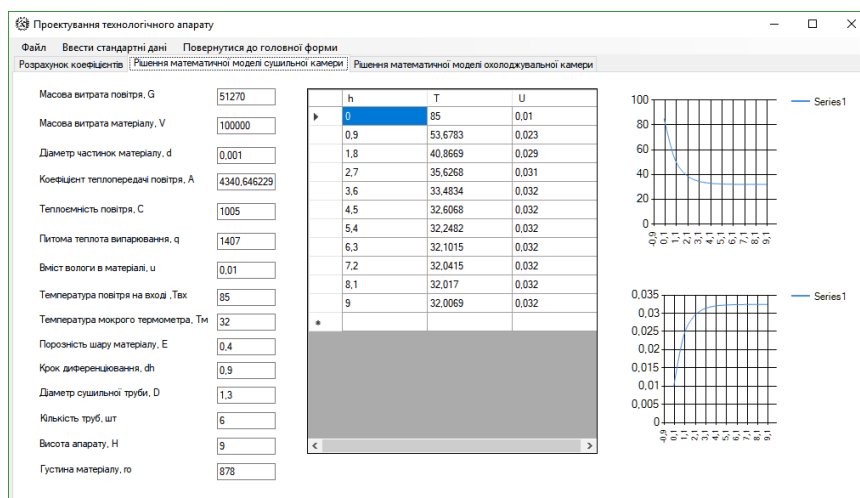 Проектування технологічного апарату
Файл Ввести стандартні дані Повернутися до головної форми
Розрахунок коефіцієнтів Рішення математичної моделі сушильної камери Рішення математичної моделі охолоджувальної камери
Масова витрата повітря, G 51270
Масова витрата матеріалу, V 100000
Діаметр частинок матеріалу, d 0,001
Коефіцієнт теплопередачі повітря, A 4340,646229
Теплоємність повітря, C 1005
Питома теплота випарювання, q 1407
Вміст вологи в матеріалі, u 0,01
Температура повітря на вході ,Твх 85
Температура мокрого термометра, Тм 32
Порозність шару матеріалу, E 0,4
Крок диференціювання, dh 0,9
Діаметр сушильної труби, D 1,3
Кількість труб, шт 6
Висота апарату, H 9
Густина матеріалу, ro 878
h T U
0 85 0,01
0,9 53,6783 0,023
1,8 40,8669 0,029
2,7 35,6268 0,031
3,6 33,4834 0,032
4,5 32,6068 0,032
5,4 32,2482 0,032
6,3 32,1015 0,032
7,2 32,0415 0,032
8,1 32,017 0,032
9 32,0069 0,032
100
80
60
40
20
0
-0,9 0,1 1,1 2,1 3,1 4,1 5,1 6,1 7,1 8,1 9,1
Series1
0,035
0,03
0,025
0,02
0,015
0,01
0,005
0
-0,9 0,1 1,1 2,1 3,1 4,1 5,1 6,1 7,1 8,1 9,1
Series1